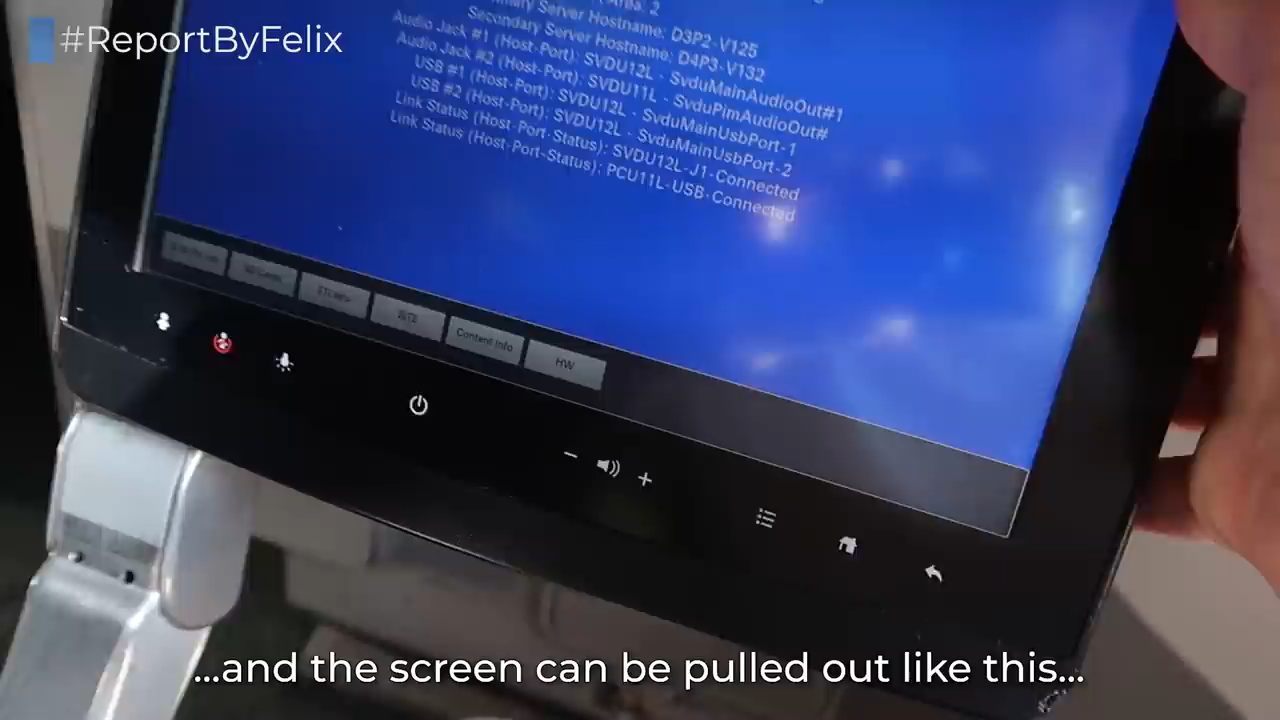 #ReportByFelix
Area: 2
Server Hostname: D3P2-V125
Secondary Server Hostname: D4P3-V132
Audio Jack #1 (Host-Port): SVDU12L - SvduMainAudioOut#1
Audio Jack #2 (Host-Port): SVDU11L - SvduPimAudioOut#
USB #1 (Host-Port): SVDU12L - SvduMainUsbPort-1
USB #2 (Host-Port): SVDU12L - SvduMainUsbPort-2
Link Status (Host-Port-Status): SVDU12L-J1-Connected
Link Status (Host-Port-Status): PCU11L-USB-Connected
BITE
Content Info
HW
...and the screen can be pulled out like this...